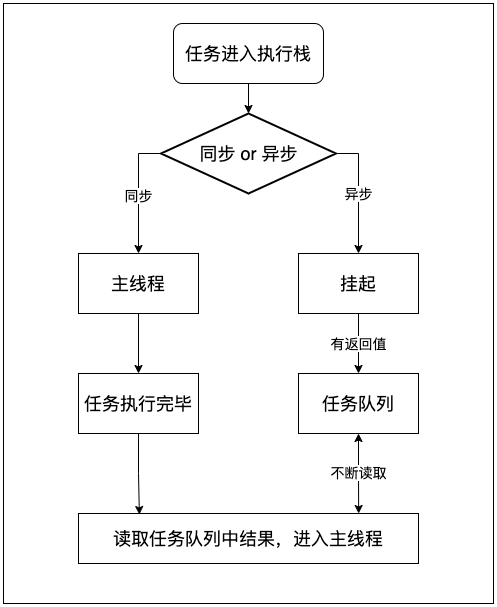 任务进入执行栈
同步 or 异步
同步
异步
主线程
挂起
有返回值
任务执行完毕
任务队列
不断读取
读取任务队列中结果，进入主线程